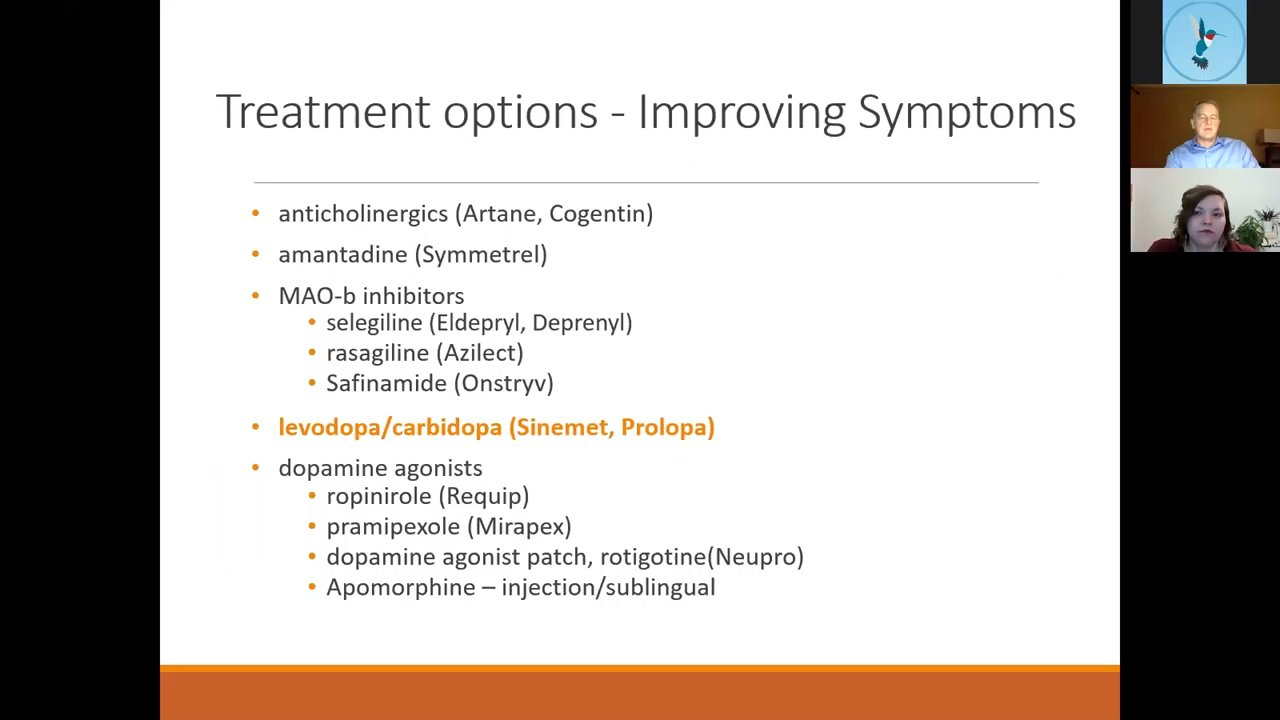 Treatment options - Improving Symptoms
• anticholinergics (Artane, Cogentin)
• amantadine (Symmetrel)
• MAO-b inhibitors
• selegiline (Eldepryl, Deprenyl)
• rasagiline (Azilect)
• Safinamide (Onstryv)
• levodopa/carbidopa (Sinemet, Prolopa)
• dopamine agonists
• ropinirole (Requip)
• pramipexole (Mirapex)
• dopamine agonist patch, rotigotine(Neupro)
• Apomorphine – injection/sublingual